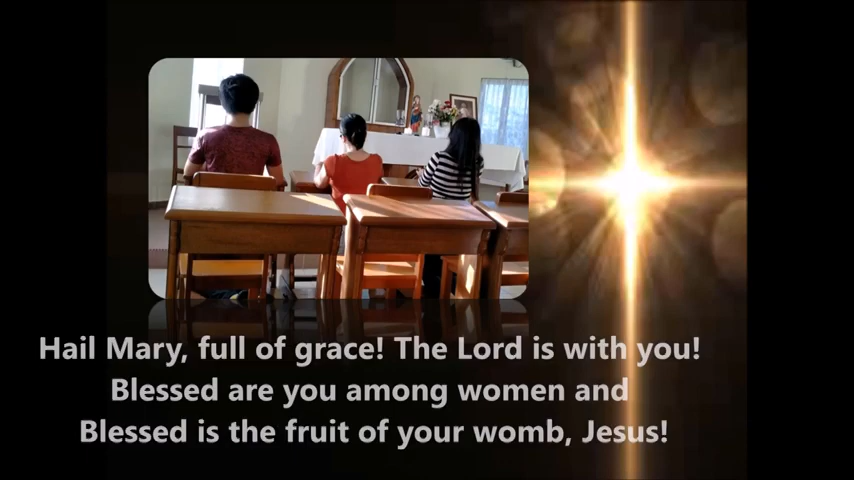 Hail Mary, full of grace! The Lord is with you!
Blessed are you among women and
Blessed is the fruit of your womb, Jesus!